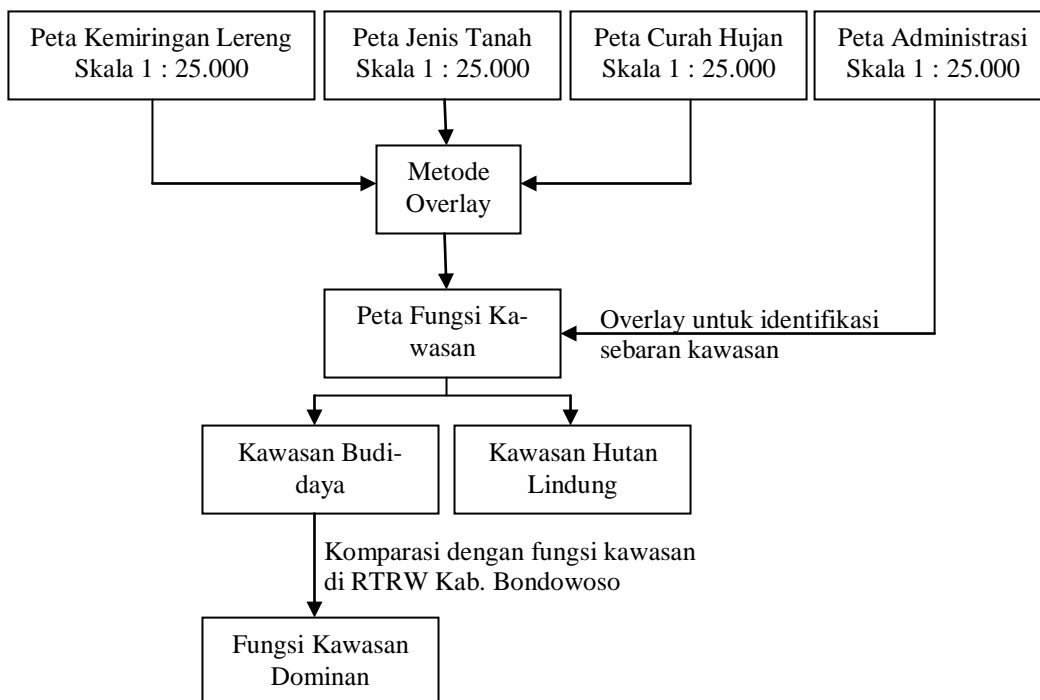 Peta Kemiringan Lereng
Skala 1 : 25.000
Peta Jenis Tanah
Skala 1 : 25.000
Peta Curah Hujan
Skala 1 : 25.000
Peta Administrasi
Skala 1 : 25.000
Metode
Overlay
Peta Fungsi Ka-
wasan
Overlay untuk identifikasi
sebaran kawasan
Kawasan Budi-
daya
Kawasan Hutan
Lindung
Komparasi dengan fungsi kawasan
di RTRW Kab. Bondowoso
Fungsi Kawasan
Dominan